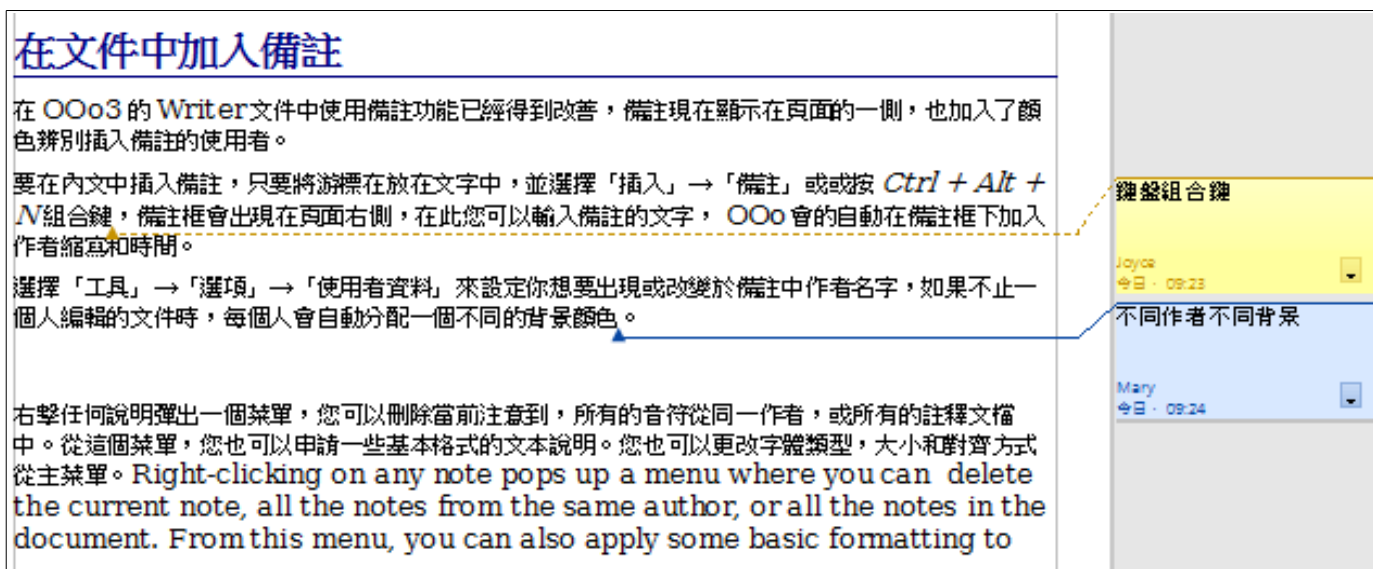 在文件中加入備註
在 OOo3 的 Writer文件中使用備註功能已經得到改善，備註現在顯示在頁面的一側，也加入了顏
色辨別插入備註的使用者。
要在內文中插入備註，只要將游標在放在文字中，並選擇「插入」→「備註」或或按 Ctrl + Alt +
N組合鍵，備註框會出現在頁面右側，在此您可以輸入備註的文字， OOo 會的自動在備註框下加入
作者縮寫和時間。
選擇「工具」→「選項」→「使用者資料」來設定你想要出現或改變於備註中作者名字，如果不止一
個人編輯的文件時，每個人會自動分配一個不同的背景顏色。
右擊任何說明彈出一個菜單，您可以刪除當前注意到，所有的音符從同一作者，或所有的註釋文檔
中。從這個菜單，您也可以申請一些基本格式的文本說明。您也可以更改字體類型，大小和對齊方式
從主菜單。Right-clicking on any note pops up a menu where you can  delete
the current note, all the notes from the same author, or all the notes in the
document. From this menu, you can also apply some basic formatting to
鍵盤組合鍵
Joyce
今日， 09:23
不同作者不同背景
Mary
今日， 09:24